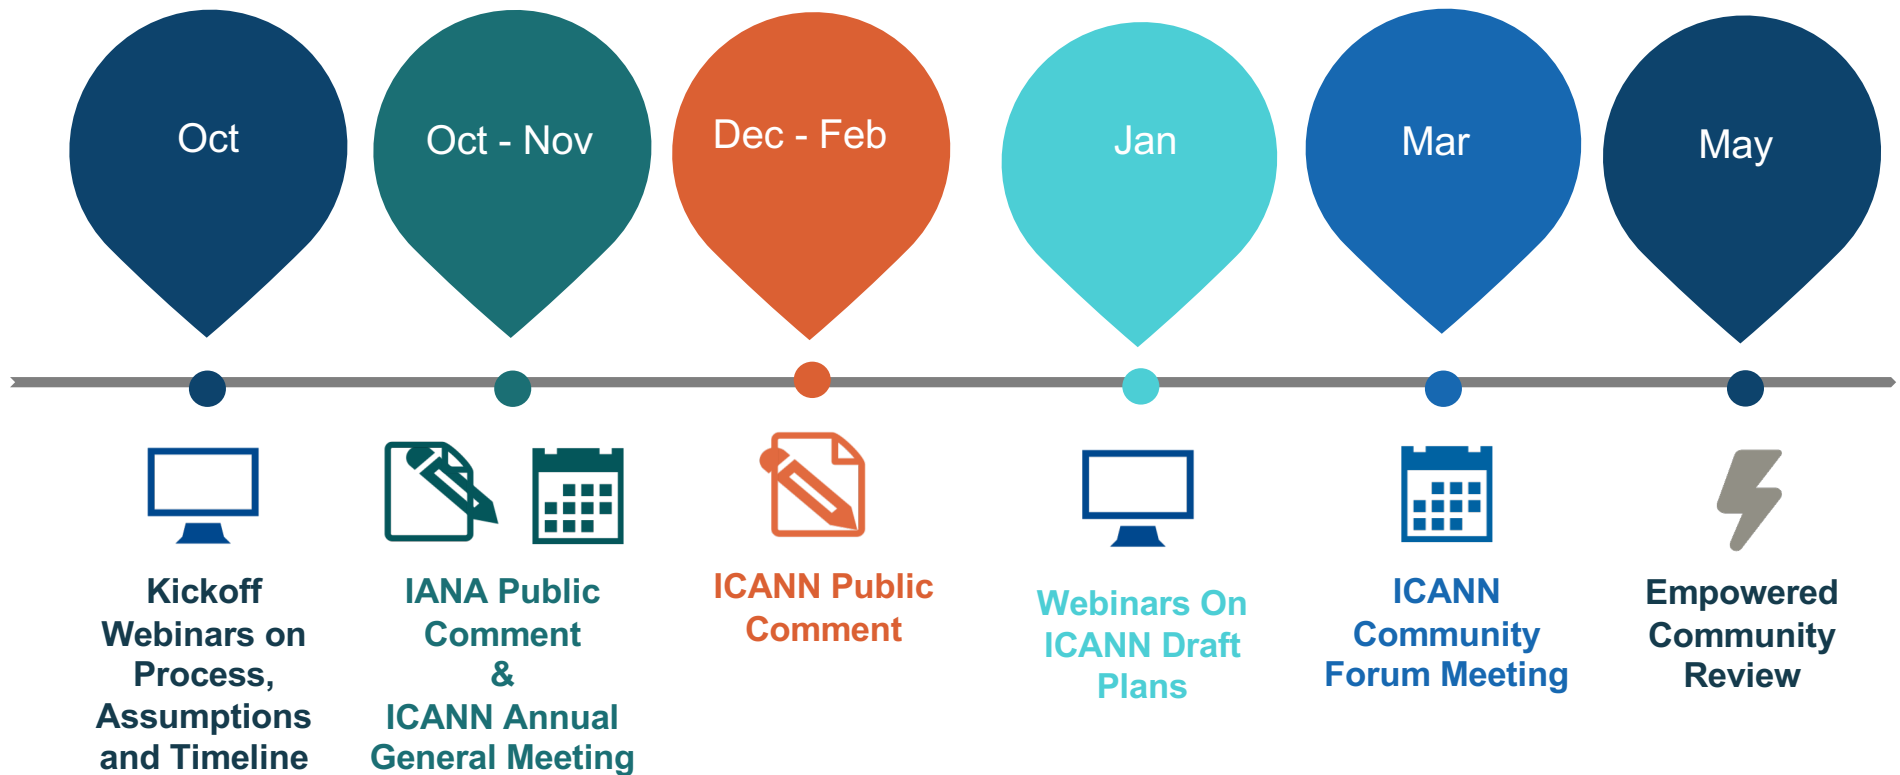 Oct
Oct - Nov
Dec - Feb
Jan
Mar
May
Kickoff
Webinars on
Process,
Assumptions
and Timeline
IANA Public
Comment
&
ICANN Annual
General Meeting
ICANN Public
Comment
Webinars On
ICANN Draft
Plans
ICANN
Community
Forum Meeting
Empowered
Community
Review